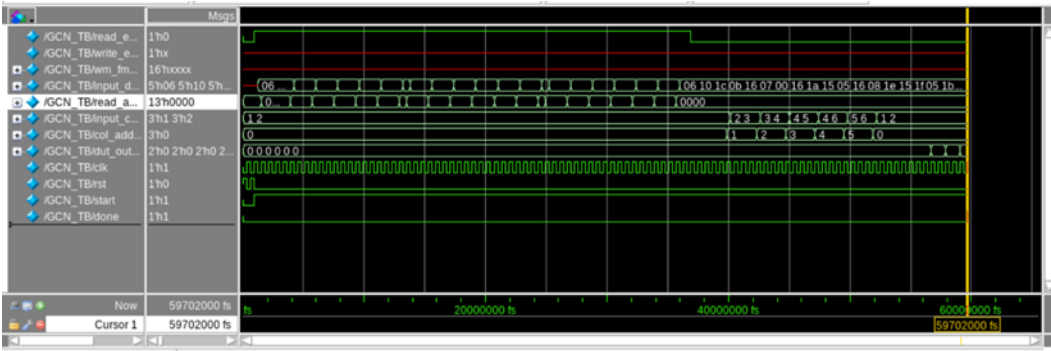 Msgs
/GCN_TB/read_e... 1'h0
/GCN_TB/write_e... 1'hx
/GCN_TB/wm_fm... 16'hxxxx
/GCN_TB/input_d... 5'h06 5'h10 5'h... 06 ... 06 10 1c 0b 16 07 00 16 1a 15 05 16 08 1e 15 1f 05 1b...
/GCN_TB/read_a... 13'h0000 0... 0000
/GCN_TB/input_c... 3'h1 3'h2 1 2 2 3 3 4 4 5 4 6 5 6 1 2
/GCN_TB/col_add... 3'h0 0 1 2 3 4 5 0
/GCN_TB/dut_out... 2'h0 2'h0 2'h0 2... 0 0 0 0 0 0
/GCN_TB/clk 1'h1
/GCN_TB/rst 1'h0
/GCN_TB/start 1'h1
/GCN_TB/done 1'h1
Now 59702000 fs fs 20000000 fs 40000000 fs 60000000 fs
Cursor 1 59702000 fs 59702000 fs